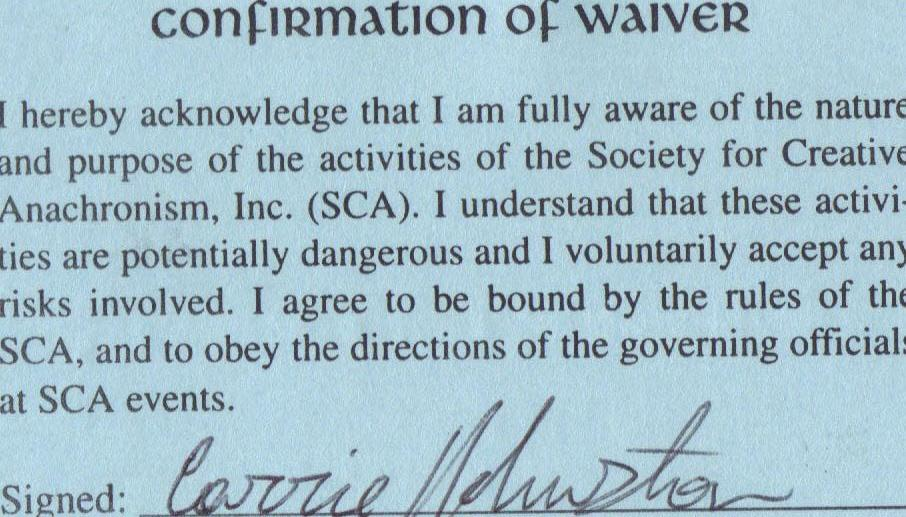 CONFIRMATION OF WAIVER
I hereby acknowledge that I am fully aware of the nature
and purpose of the activities of the Society for Creative
Anachronism, Inc. (SCA). I understand that these activi-
ties are potentially dangerous and I voluntarily accept any
risks involved. I agree to be bound by the rules of the
SCA, and to obey the directions of the governing officials
at SCA events.
Signed: Carrie Johnston